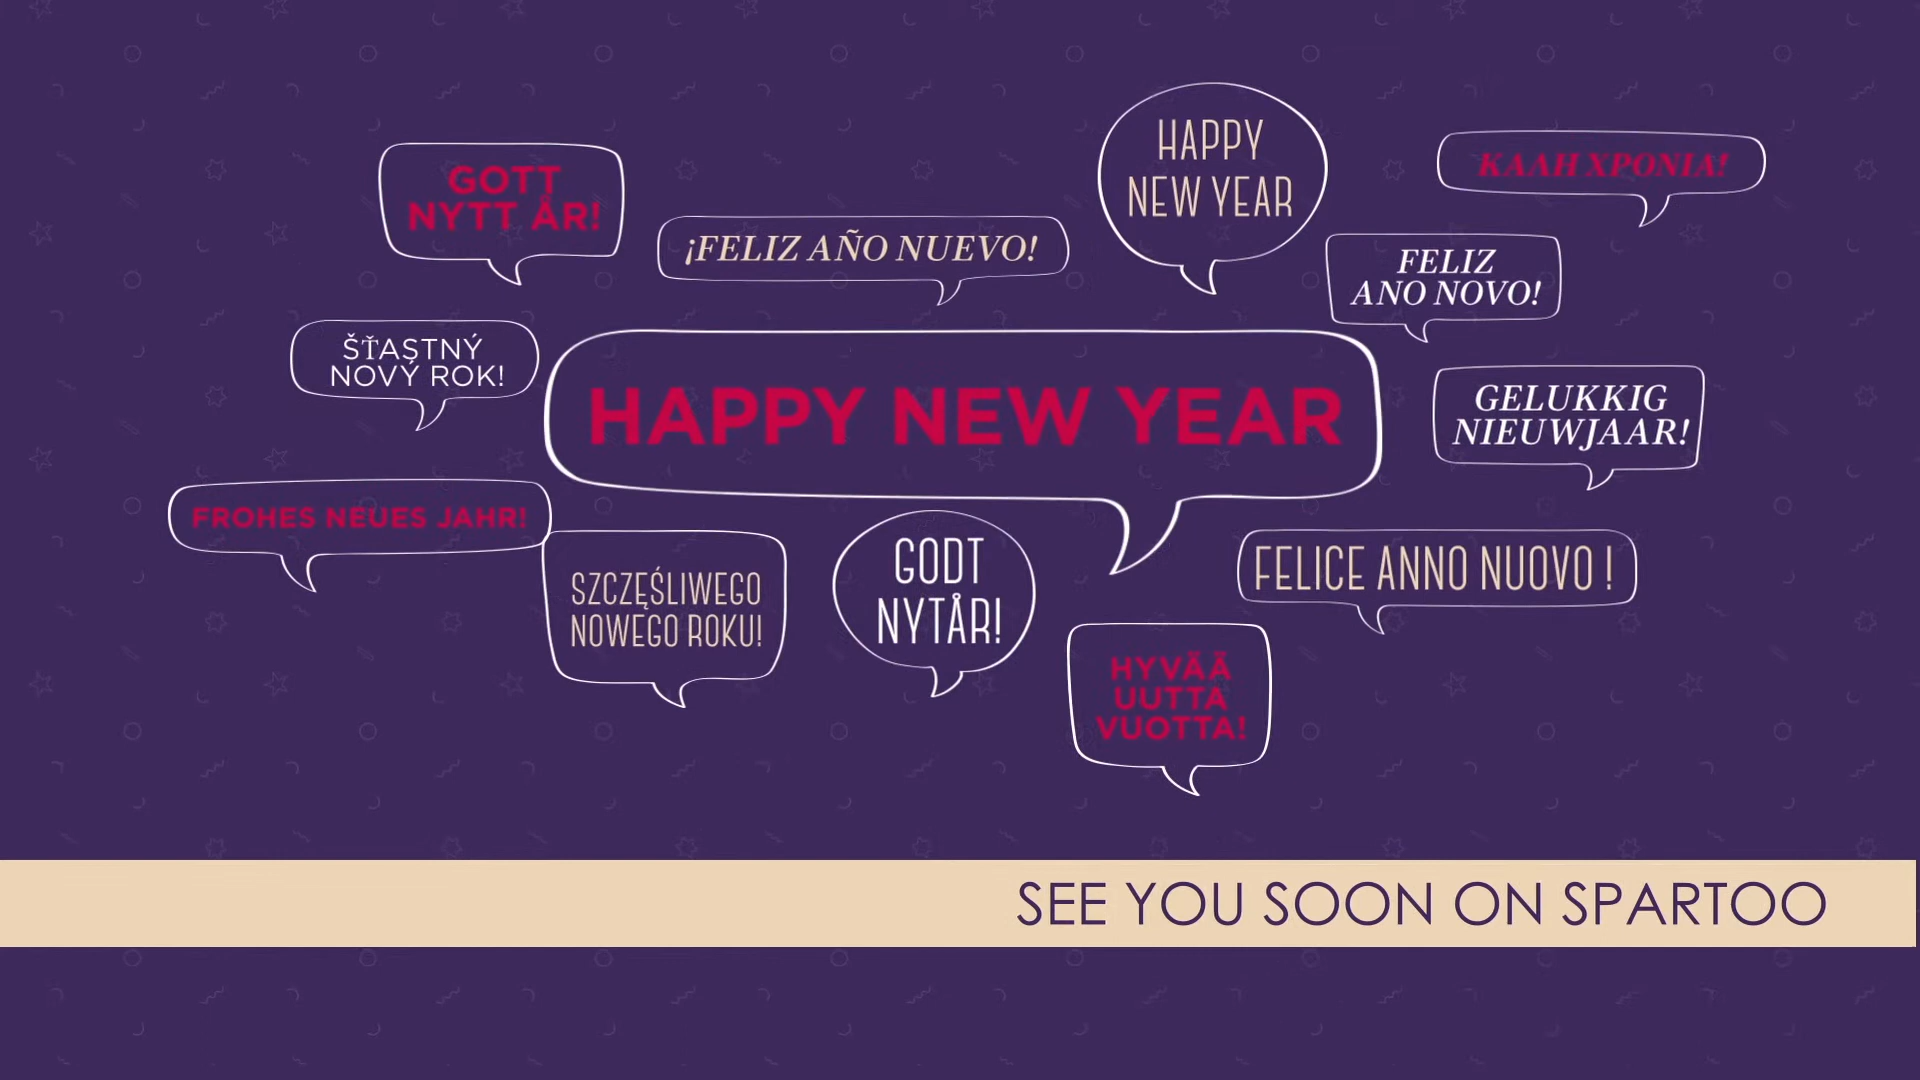 HAPPY
NEW YEAR
KAΛH XPONIA!
GOTT
NYTT ÅR!
¡FELIZ AÑO NUEVO!
FELIZ
ANO NOVO!
ŠŤASTNÝ
NOVÝ ROK!
HAPPY NEW YEAR
GELUKKIG
NIEUWJAAR!
FROHES NEUES JAHR!
SZCZĘŚLIWEGO
NOWEGO ROKU!
GODT
NYTÅR!
FELICE ANNO NUOVO !
HYVÄÄ
UUTTA
VUOTTA!
SEE YOU SOON ON SPARTOO